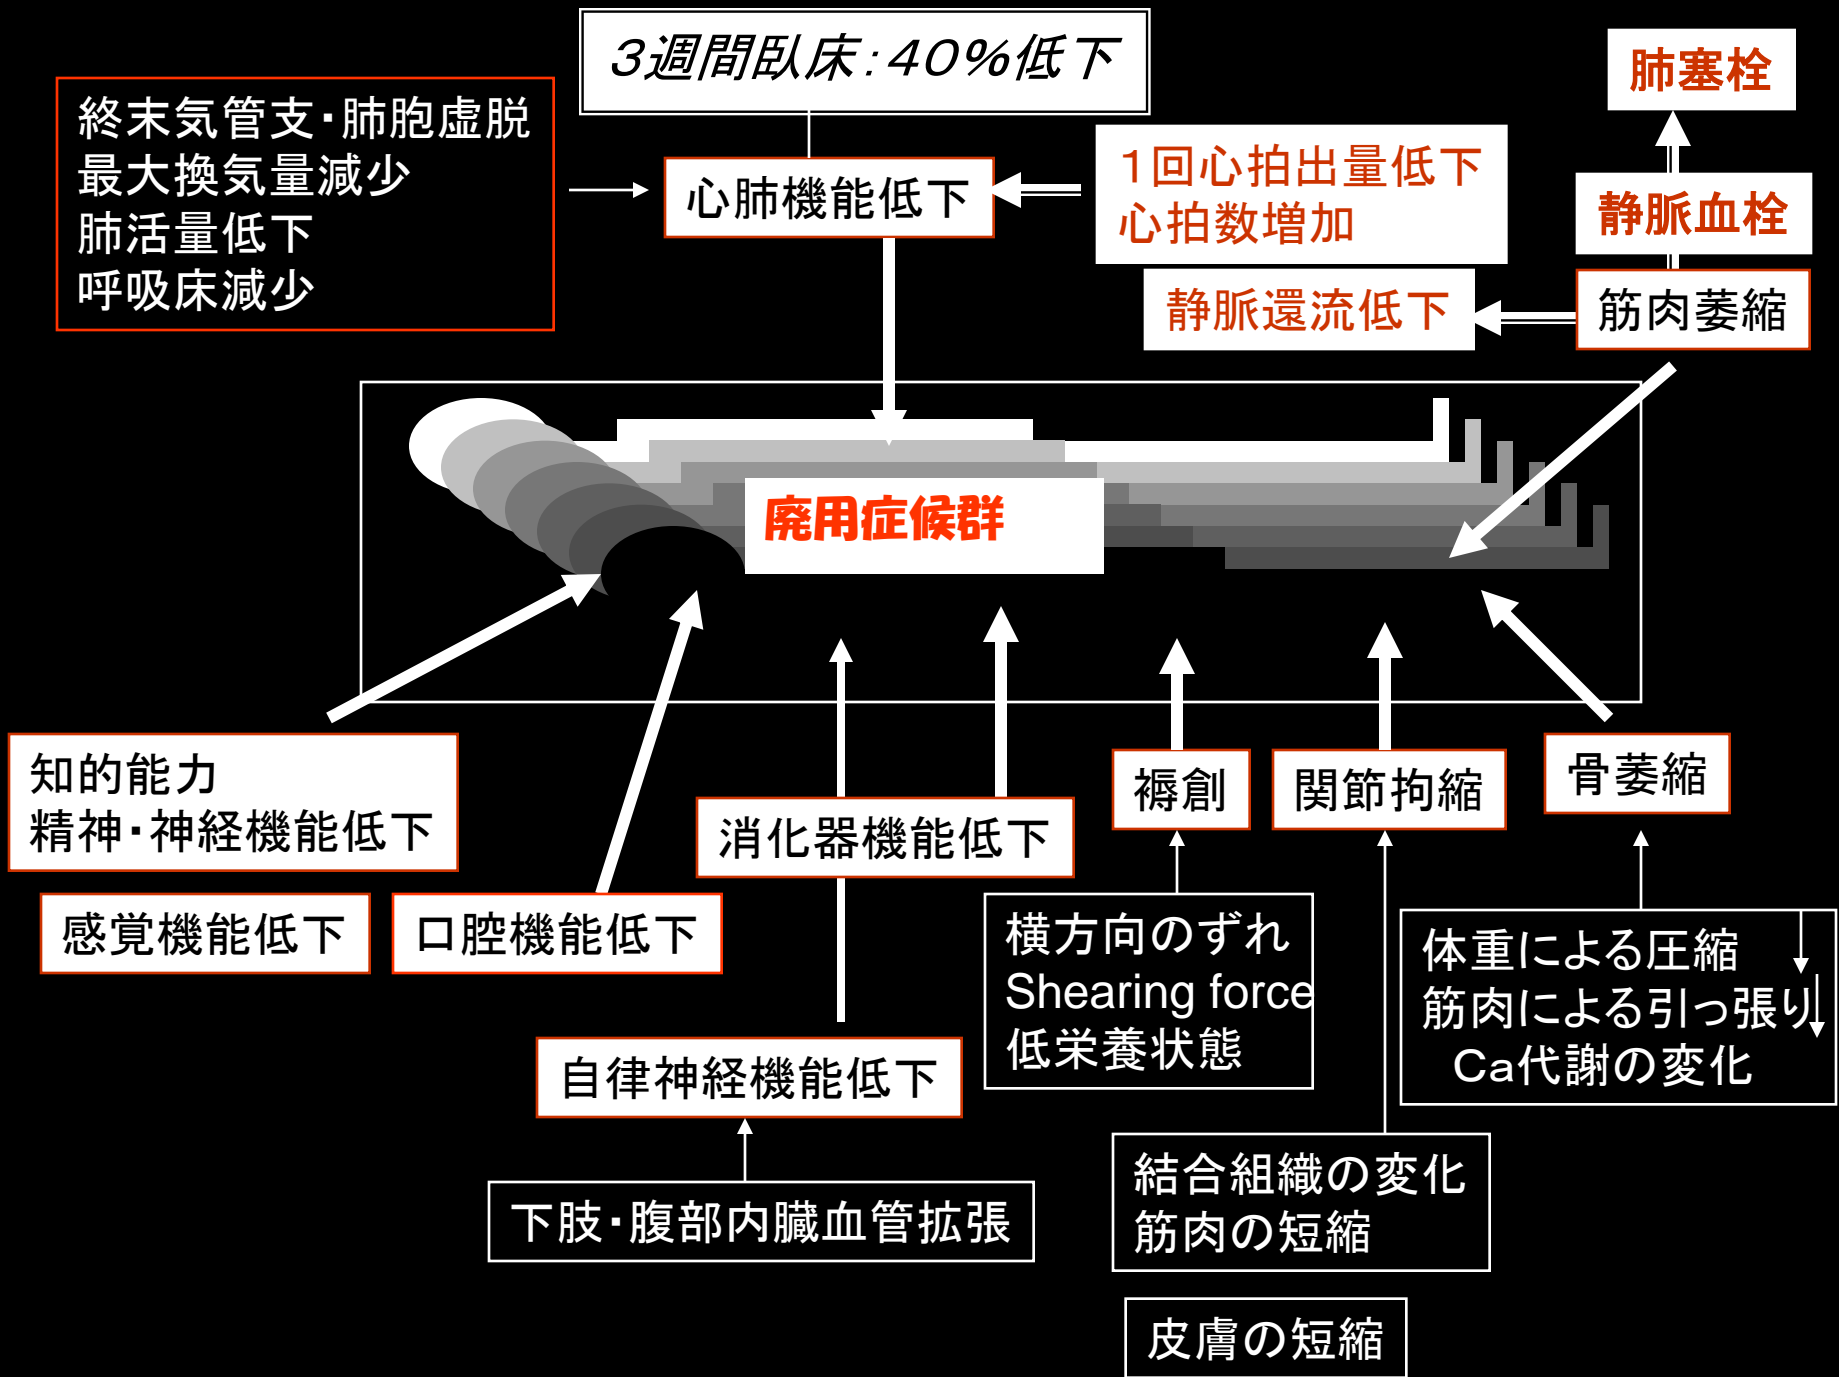 3週間臥床：40%低下
肺塞栓
終末気管支・肺胞虚脱
最大換気量減少
肺活量低下
呼吸床減少
心肺機能低下
1回心拍出量低下
心拍数増加
静脈血栓
静脈還流低下
筋肉萎縮
廃用症候群
知的能力
精神・神経機能低下
感覚機能低下
口腔機能低下
消化器機能低下
褥創
関節拘縮
骨萎縮
横方向のずれ
Shearing force
低栄養状態
体重による圧縮
筋肉による引っ張り
Ca代謝の変化
自律神経機能低下
下肢・腹部内臓血管拡張
結合組織の変化
筋肉の短縮
皮膚の短縮